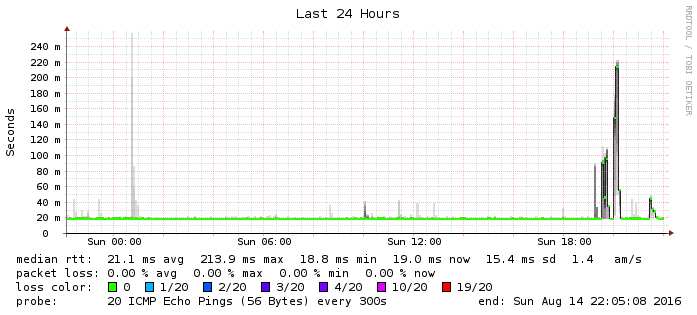 Last 24 Hours
RRDTOOL / TOBI OETIKER
Seconds
240 m
220 m
200 m
180 m
160 m
140 m
120 m
100 m
80 m
60 m
40 m
20 m
0
Sun 00:00 Sun 06:00 Sun 12:00 Sun 18:00
median rtt: 21.1 ms avg 213.9 ms max 18.8 ms min 19.0 ms now 15.4 ms sd 1.4 am/s
packet loss: 0.00 % avg 0.00 % max 0.00 % min 0.00 % now
loss color: 0 1/20 2/20 3/20 4/20 10/20 19/20
probe: 20 ICMP Echo Pings (56 Bytes) every 300s end: Sun Aug 14 22:05:08 2016